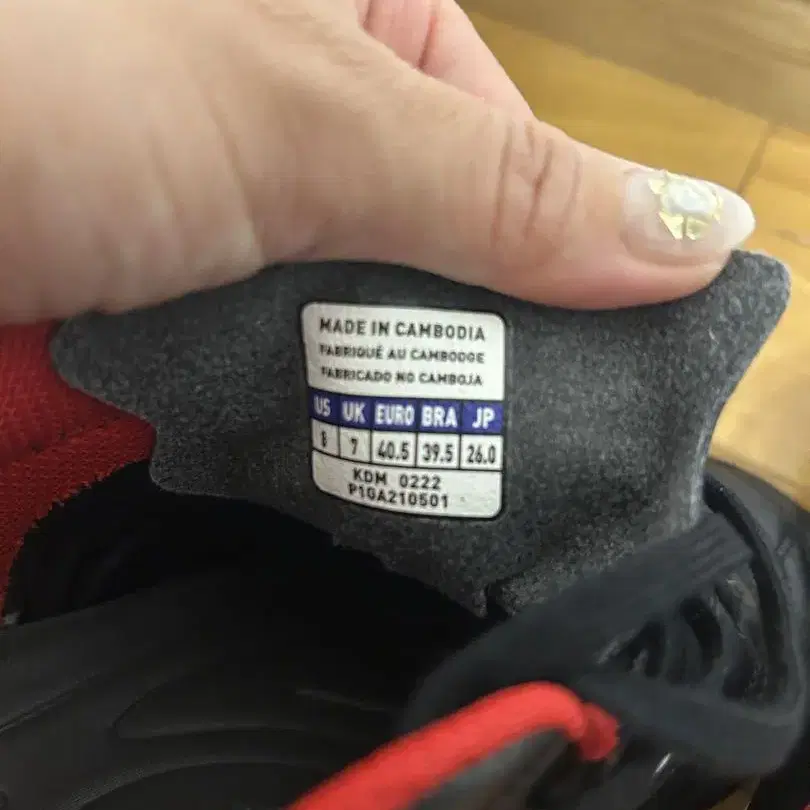 MADE IN CAMBODIA
FABRIQUÉ AU CAMBODGE
FABRICADO NO CAMBOJA
US UK EURO BRA JP
8 7 40.5 39.5 26.0
KDM 0222
P1GA210501